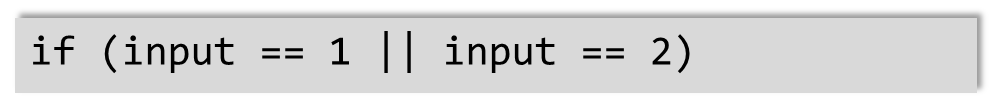 if (input == 1 || input == 2)